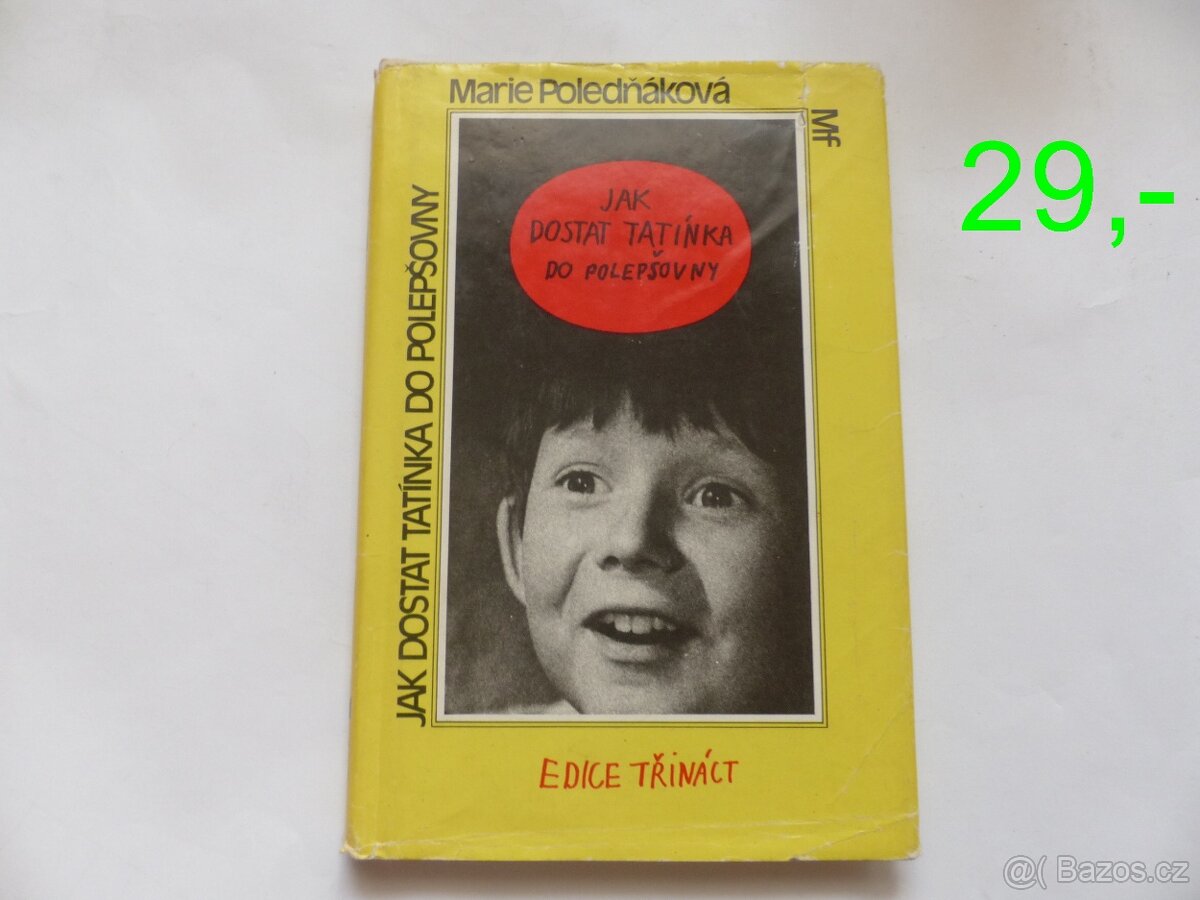 Marie Poledňáková
Mf
JAK DOSTAT TATÍNKA DO POLEPŠOVNY
JAK
DOSTAT TATÍNKA
DO POLEPŠOVNY
EDICE TŘINÁCT
29,-
@( Bazos.cz